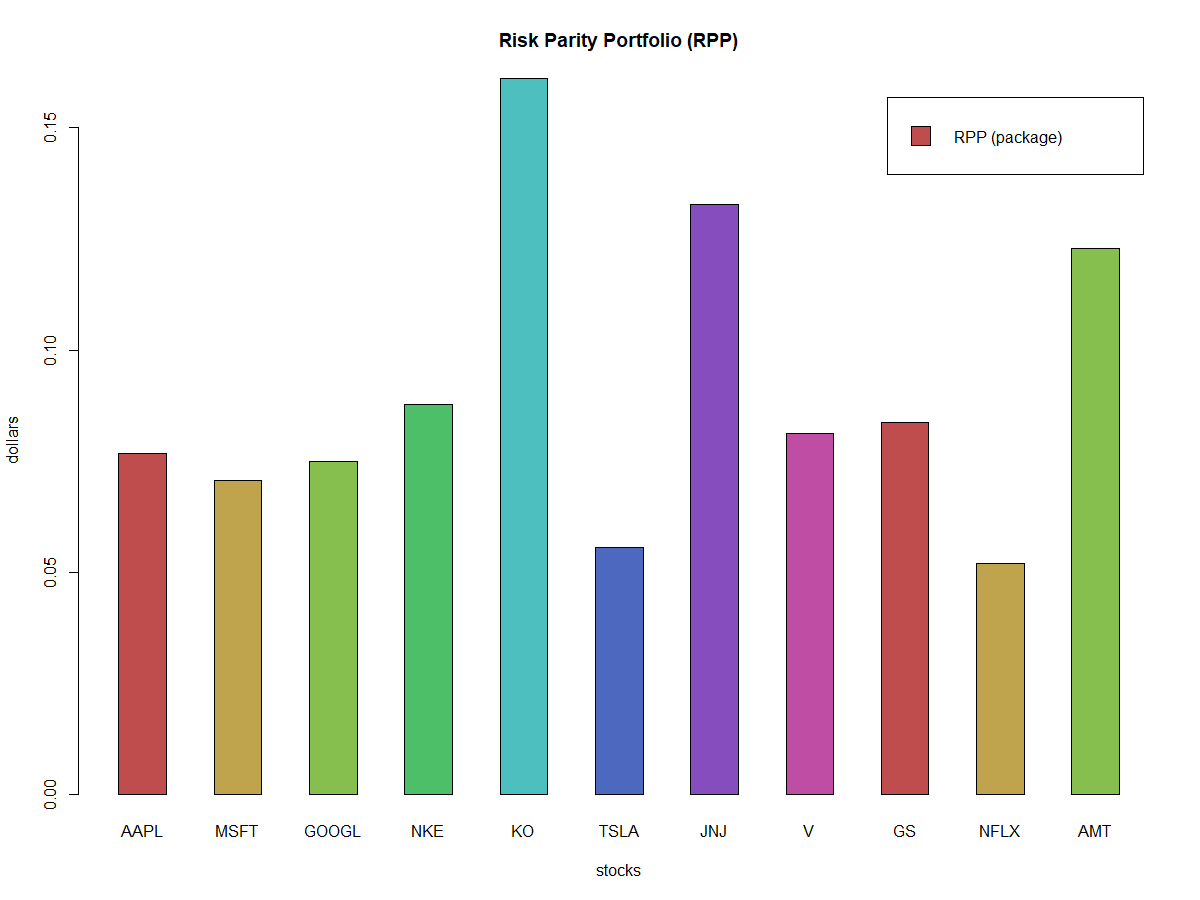 Risk Parity Portfolio (RPP)
RPP (package)
0.15
0.10
0.05
0.00
dollars
AAPL MSFT GOOGL NKE KO TSLA JNJ V GS NFLX AMT
stocks